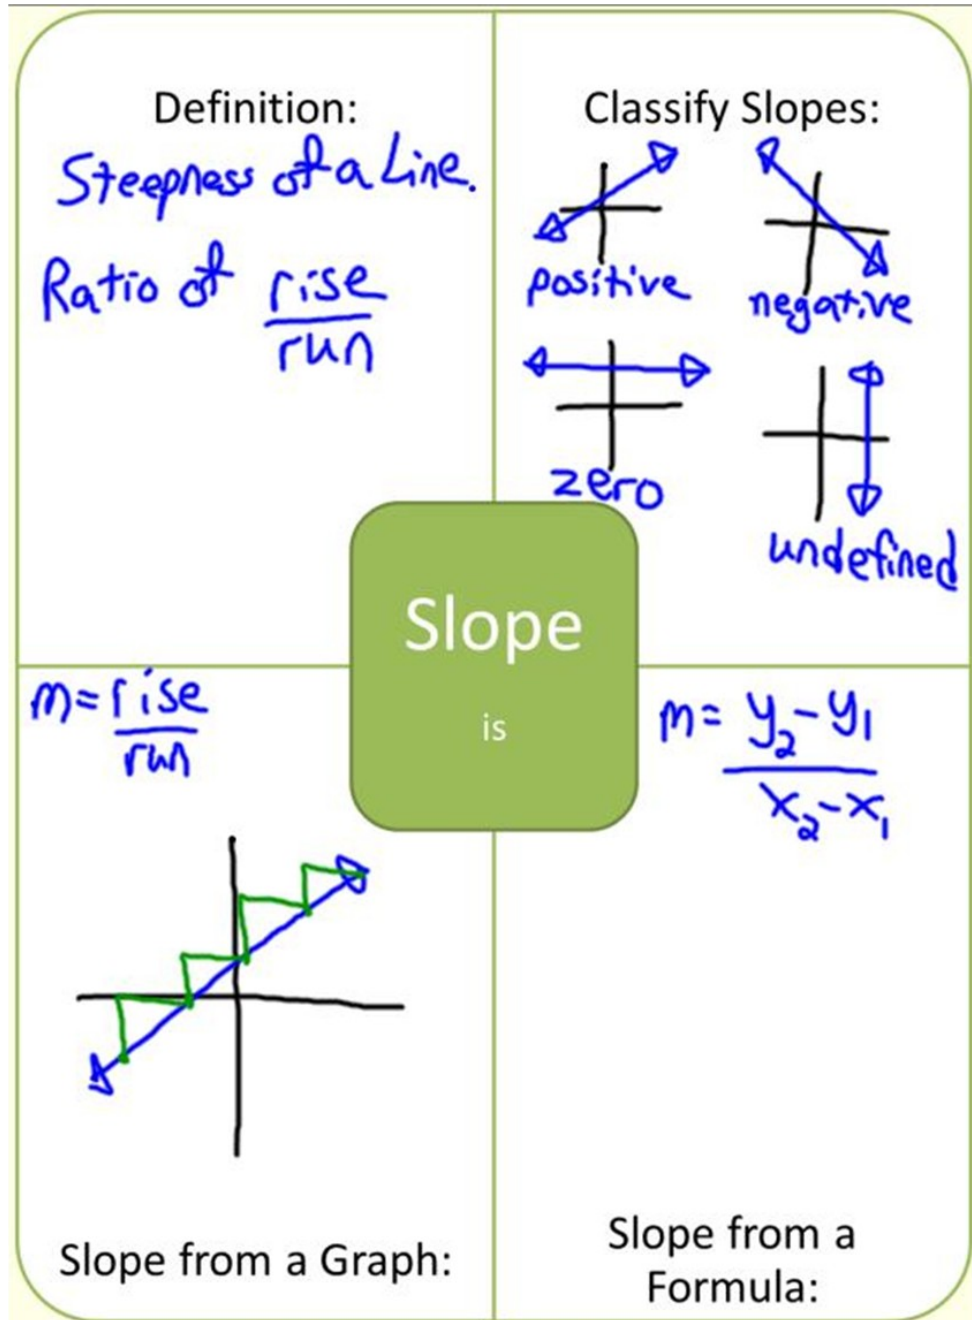 Definition:
Steepness of a Line.
Ratio of rise
run
Classify Slopes:
positive
negative
zero
undefined
Slope
is
m= rise
run
Slope from a Graph:
m= y₂-y₁
x₂-x₁
Slope from a
Formula: